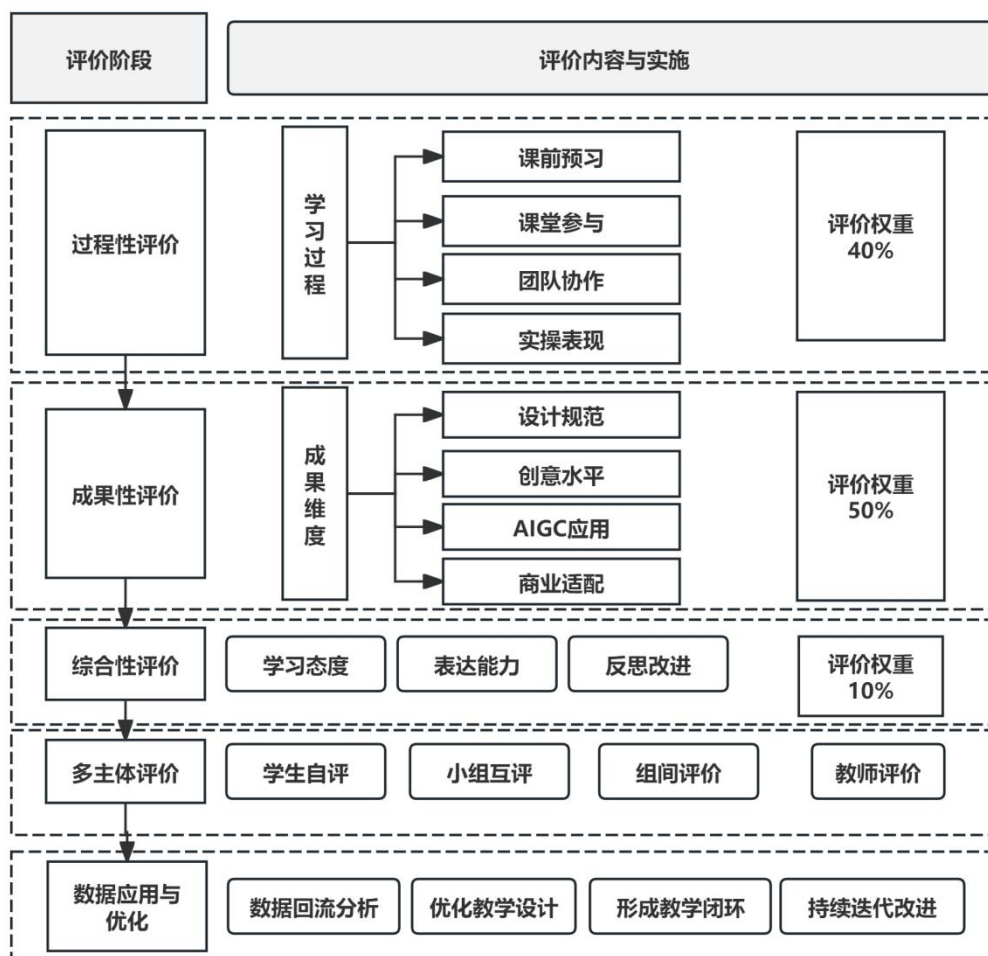 评价阶段
评价内容与实施
过程性评价
学习过程
课前预习
课堂参与
团队协作
实操表现
评价权重
40%
成果性评价
成果维度
设计规范
创意水平
AIGC应用
商业适配
评价权重
50%
综合性评价
学习态度
表达能力
反思改进
评价权重
10%
多主体评价
学生自评
小组互评
组间评价
教师评价
数据应用与
优化
数据回流分析
优化教学设计
形成教学闭环
持续迭代改进